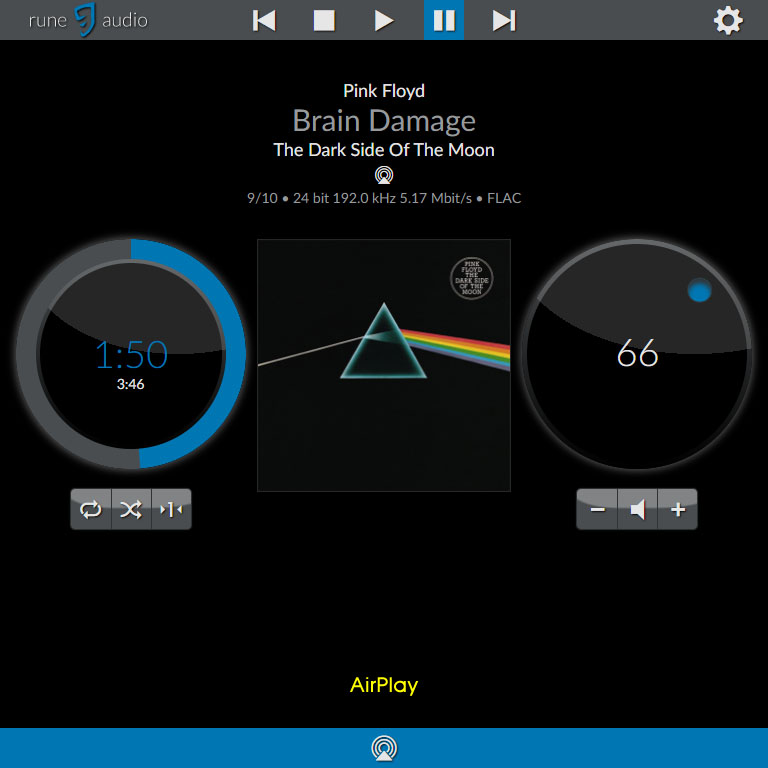 rune audio
Pink Floyd
Brain Damage
The Dark Side Of The Moon
9/10 • 24 bit 192.0 kHz 5.17 Mbit/s • FLAC
PINK
FLOYD
THE
DARK SIDE
OF THE
MOON
1:50
3:46
66
1
AirPlay